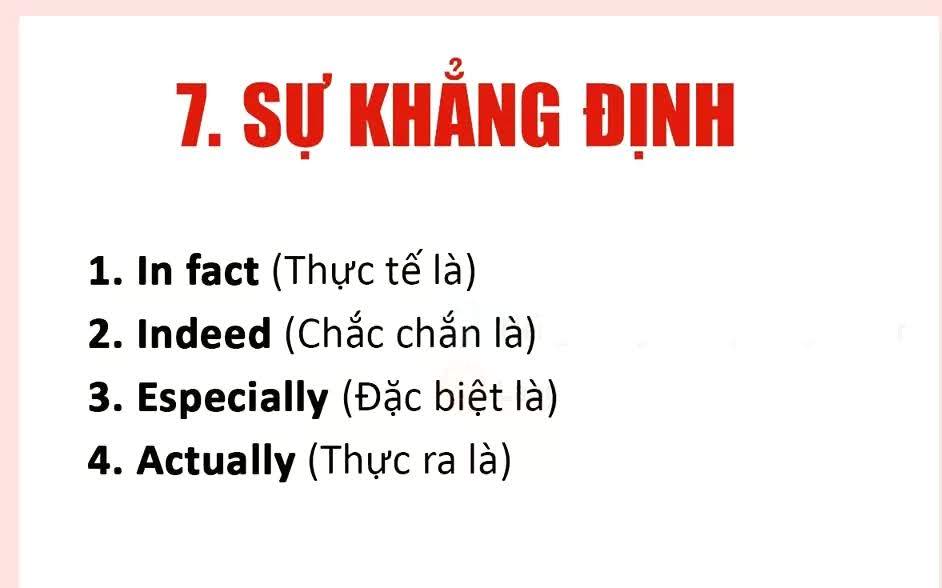 7. SỰ KHẲNG ĐỊNH
1. In fact (Thực tế là)
2. Indeed (Chắc chắn là)
3. Especially (Đặc biệt là)
4. Actually (Thực ra là)